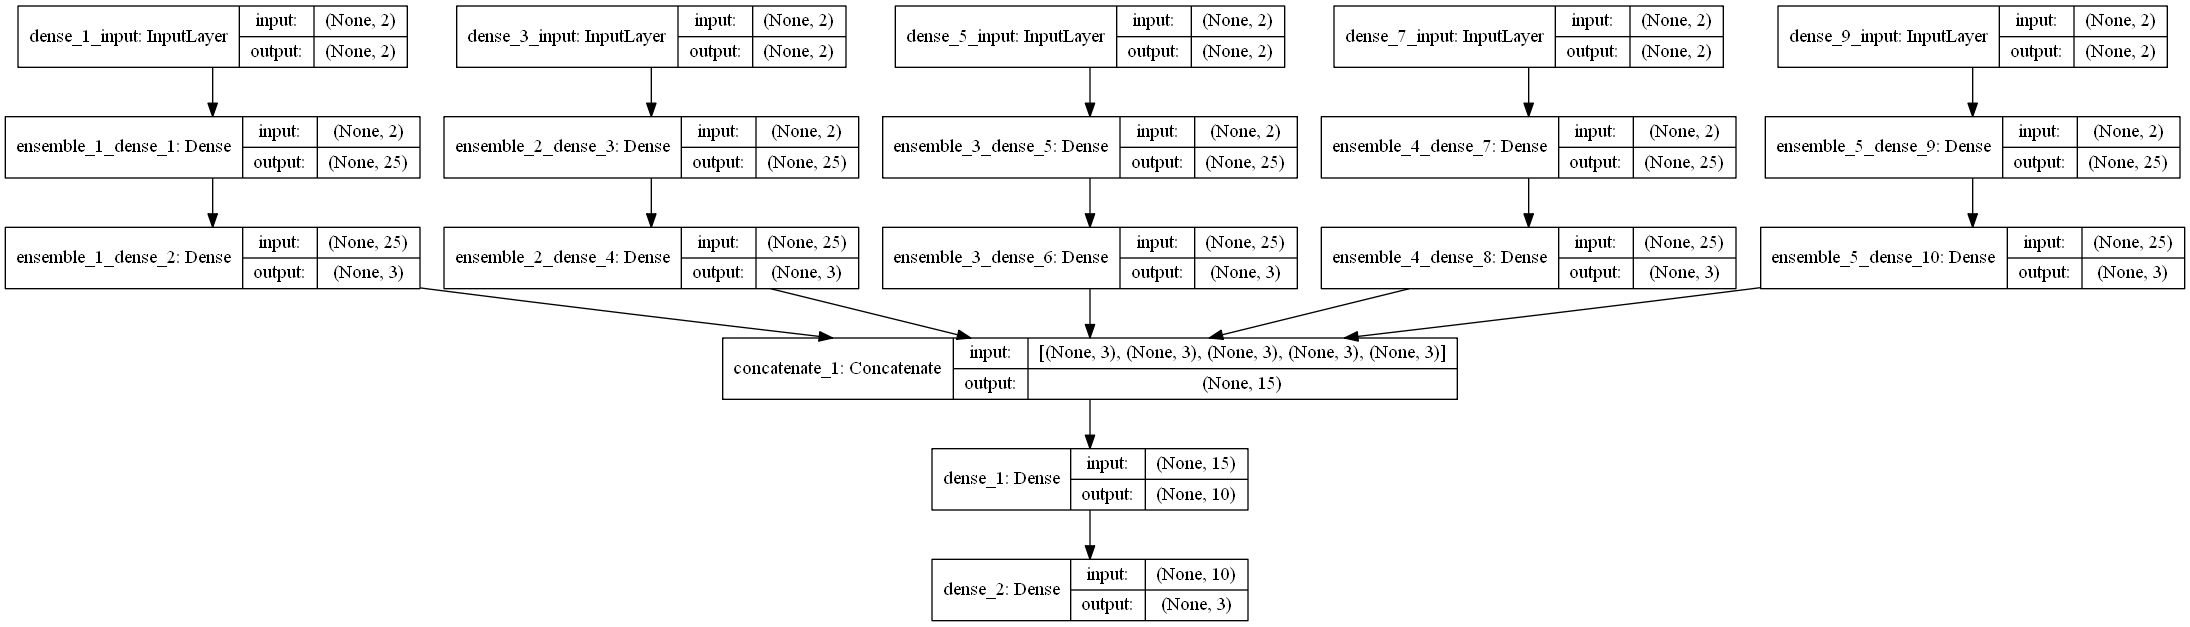 dense_1_input: InputLayer
input:
(None, 2)
output:
(None, 2)
dense_3_input: InputLayer
input:
(None, 2)
output:
(None, 2)
dense_5_input: InputLayer
input:
(None, 2)
output:
(None, 2)
dense_7_input: InputLayer
input:
(None, 2)
output:
(None, 2)
dense_9_input: InputLayer
input:
(None, 2)
output:
(None, 2)
ensemble_1_dense_1: Dense
input:
(None, 2)
output:
(None, 25)
ensemble_2_dense_3: Dense
input:
(None, 2)
output:
(None, 25)
ensemble_3_dense_5: Dense
input:
(None, 2)
output:
(None, 25)
ensemble_4_dense_7: Dense
input:
(None, 2)
output:
(None, 25)
ensemble_5_dense_9: Dense
input:
(None, 2)
output:
(None, 25)
ensemble_1_dense_2: Dense
input:
(None, 25)
output:
(None, 3)
ensemble_2_dense_4: Dense
input:
(None, 25)
output:
(None, 3)
ensemble_3_dense_6: Dense
input:
(None, 25)
output:
(None, 3)
ensemble_4_dense_8: Dense
input:
(None, 25)
output:
(None, 3)
ensemble_5_dense_10: Dense
input:
(None, 25)
output:
(None, 3)
concatenate_1: Concatenate
input:
[(None, 3), (None, 3), (None, 3), (None, 3), (None, 3)]
output:
(None, 15)
dense_1: Dense
input:
(None, 15)
output:
(None, 10)
dense_2: Dense
input:
(None, 10)
output:
(None, 3)